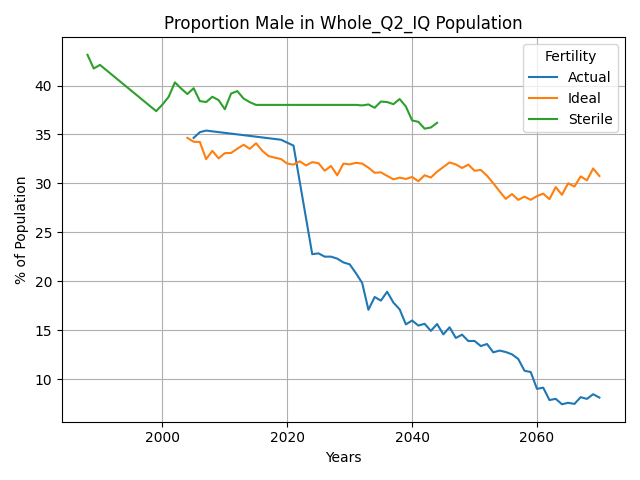 Proportion Male in Whole_Q2_IQ Population
Fertility
Actual
Ideal
Sterile
% of Population
40
35
30
25
20
15
10
2000
2020
2040
2060
Years